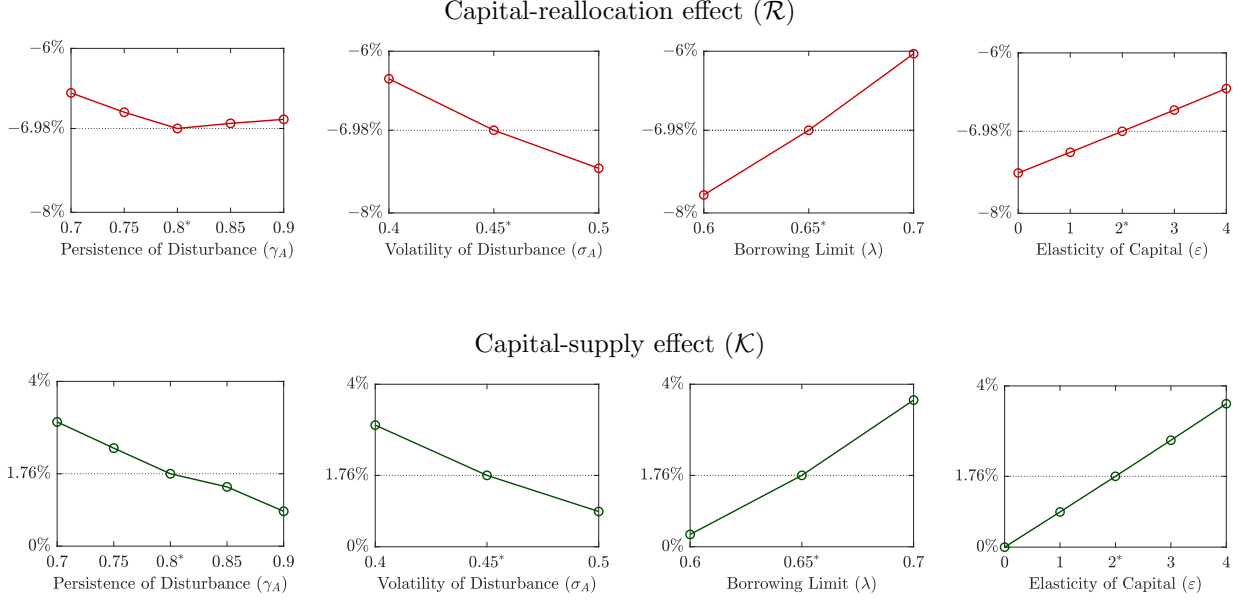 Capital-reallocation effect (ℛ)
−6%
−6.98%
−8%
0.7 0.75 0.8* 0.85 0.9
Persistence of Disturbance (γ_A)
−6%
−6.98%
−8%
0.4 0.45* 0.5
Volatility of Disturbance (σ_A)
−6%
−6.98%
−8%
0.6 0.65* 0.7
Borrowing Limit (λ)
−6%
−6.98%
−8%
0 1 2* 3 4
Elasticity of Capital (ε)
Capital-supply effect (𝒦)
4%
1.76%
0%
0.7 0.75 0.8* 0.85 0.9
Persistence of Disturbance (γ_A)
4%
1.76%
0%
0.4 0.45* 0.5
Volatility of Disturbance (σ_A)
4%
1.76%
0%
0.6 0.65* 0.7
Borrowing Limit (λ)
4%
1.76%
0%
0 1 2* 3 4
Elasticity of Capital (ε)